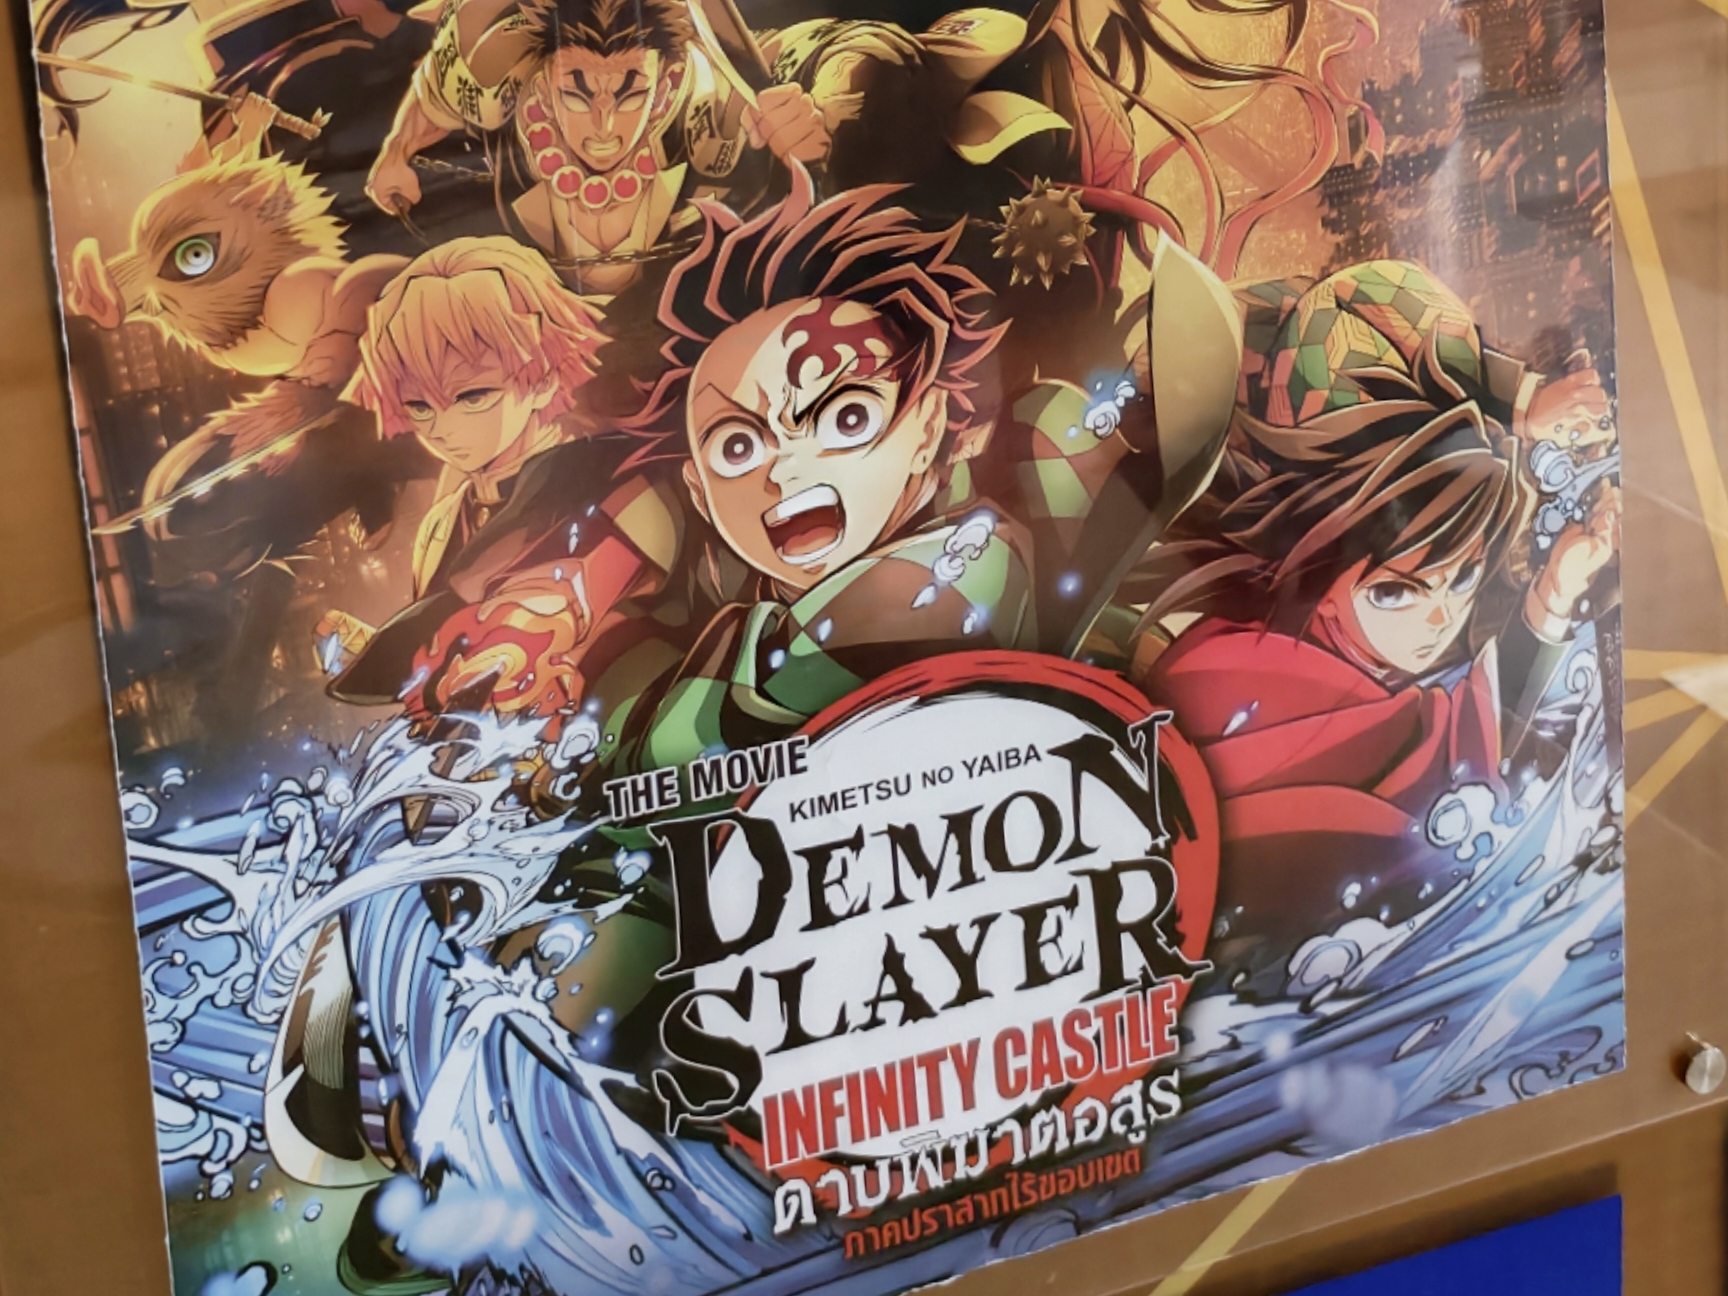 THE MOVIE
KIMETSU NO YAIBA
DEMON
SLAYER
INFINITY CASTLE
ดาบพิฆาตอสูร
ภาคปราสาทไร้ขอบเขต